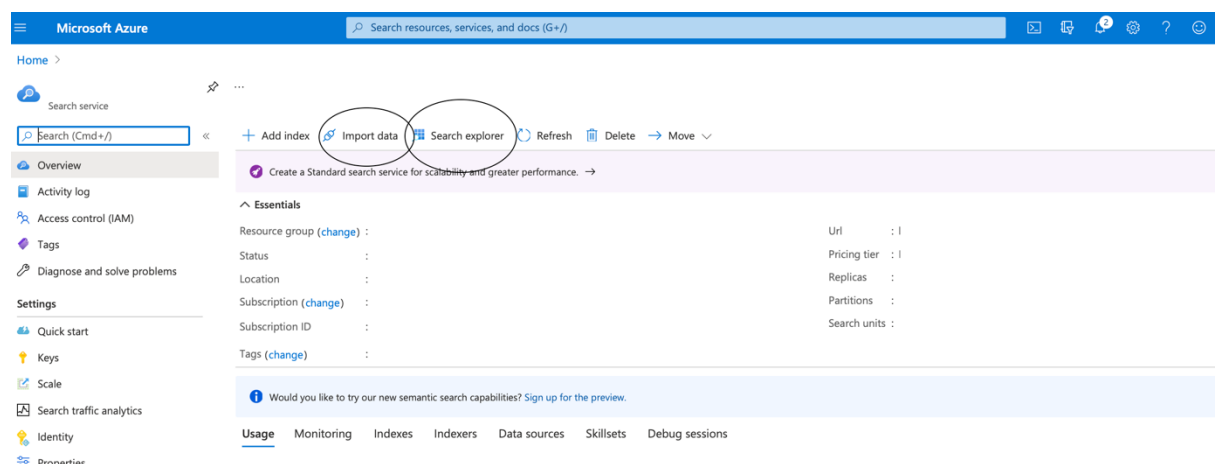 Microsoft Azure
Search resources, services, and docs (G+/)
2
Home >
Search service
...
Search (Cmd+/)
«
Add index
Import data
Search explorer
Refresh
Delete
Move
Overview
Activity log
Access control (IAM)
Tags
Diagnose and solve problems
Settings
Quick start
Keys
Scale
Search traffic analytics
Identity
Properties
Create a Standard search service for scalability and greater performance. →
Essentials
Resource group (change) :
Status :
Location :
Subscription (change) :
Subscription ID :
Tags (change) :
Url :
Pricing tier :
Replicas :
Partitions :
Search units :
Would you like to try our new semantic search capabilities? Sign up for the preview.
Usage Monitoring Indexes Indexers Data sources Skillsets Debug sessions